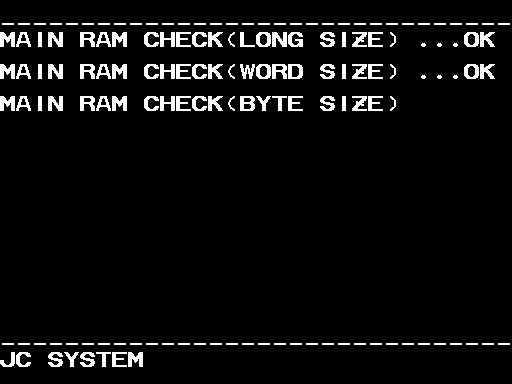 MAIN RAM CHECK(LONG SIZE) ...OK
MAIN RAM CHECK(WORD SIZE) ...OK
MAIN RAM CHECK(BYTE SIZE)
JC SYSTEM